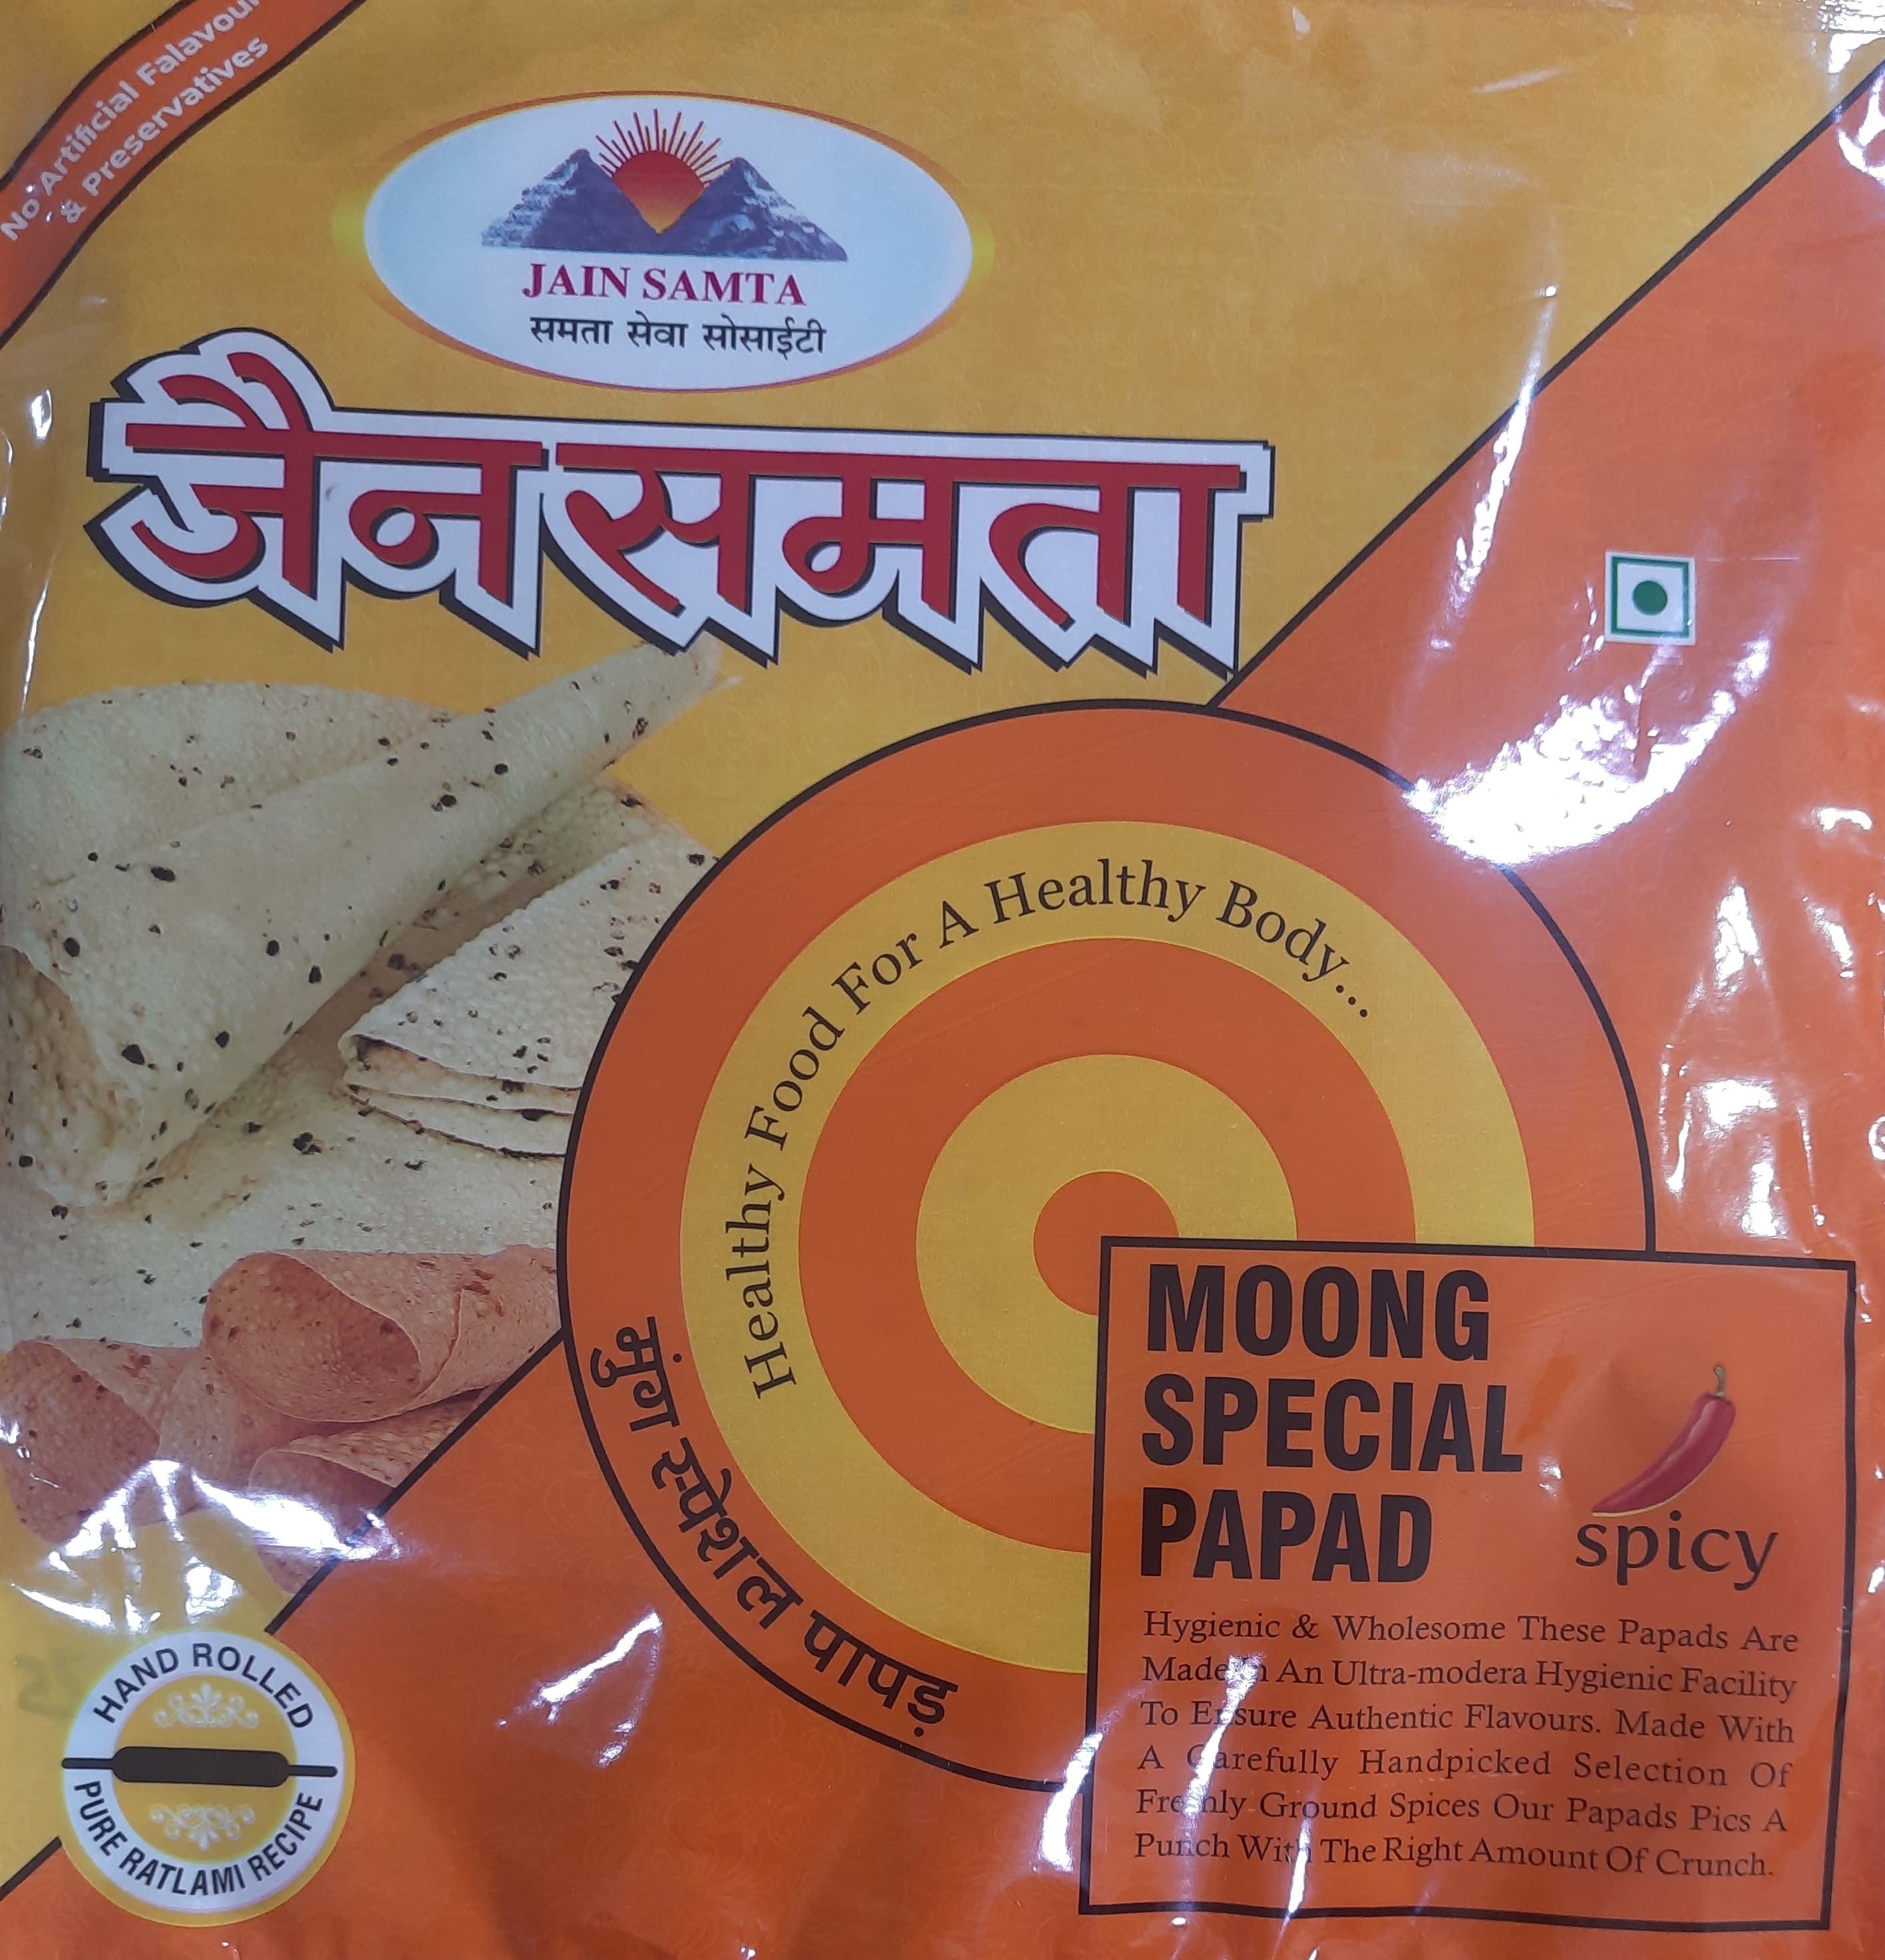 No Artificial Falavour
& Preservatives
JAIN SAMTA
समता सेवा सोसाईटी
जैन समता
Healthy Food For A Healthy Body...
मुंग स्पेशल पापड़
MOONG
SPECIAL
PAPAD
spicy
Hygienic & Wholesome These Papads Are
Made In An Ultra-modera Hygienic Facility
To Ensure Authentic Flavours. Made With
A Carefully Handpicked Selection Of
Freshly Ground Spices Our Papads Pics A
Punch With The Right Amount Of Crunch.
HAND ROLLED
PURE RATLAMI RECIPE